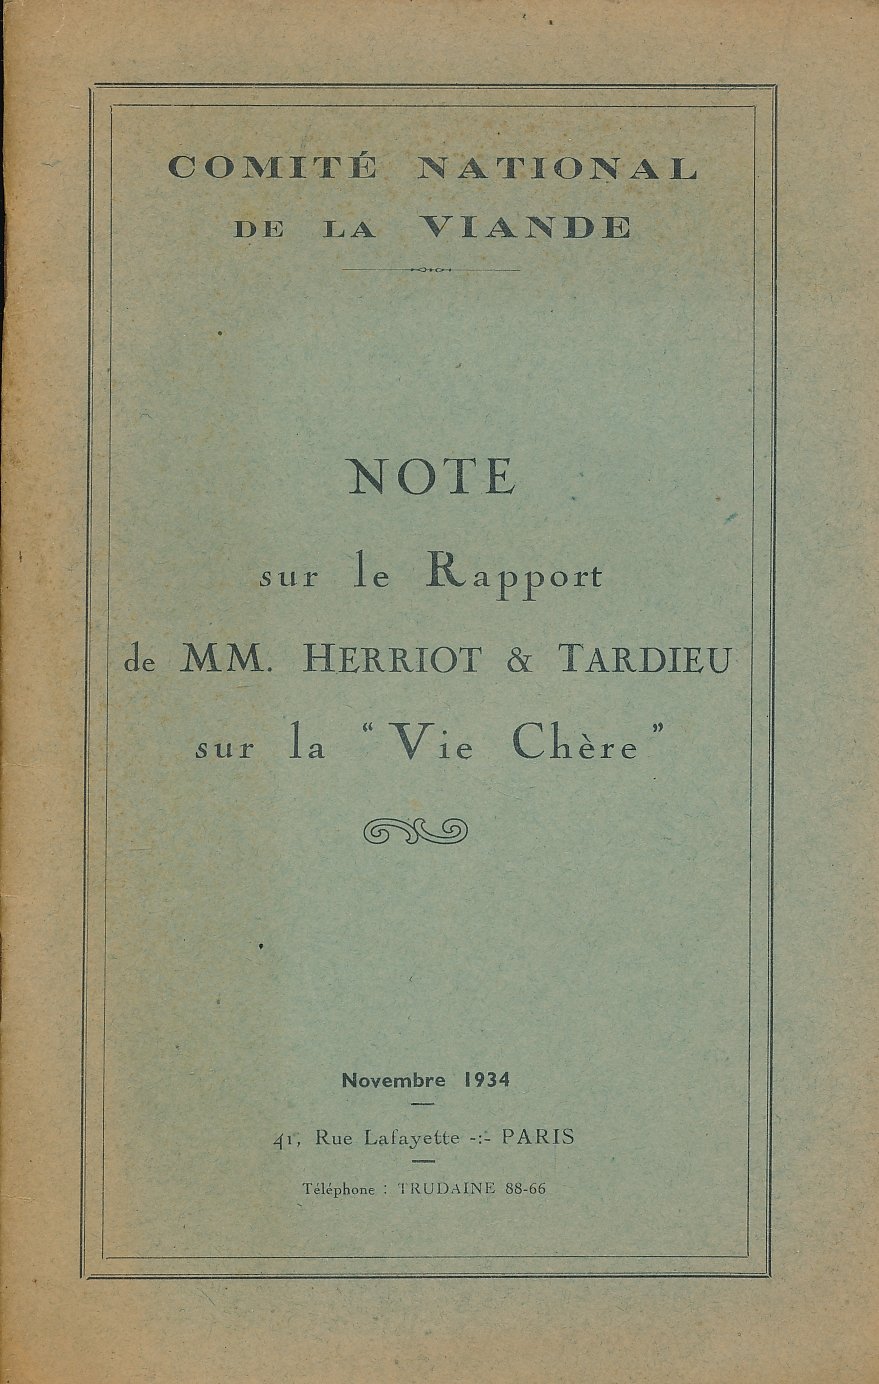 COMITÉ NATIONAL
DE LA VIANDE
NOTE
sur le Rapport
de MM. HERRIOT & TARDIEU
sur la “ Vie Chère ”
Novembre 1934
41, Rue Lafayette -:- PARIS
Téléphone : TRUDAINE 88-66